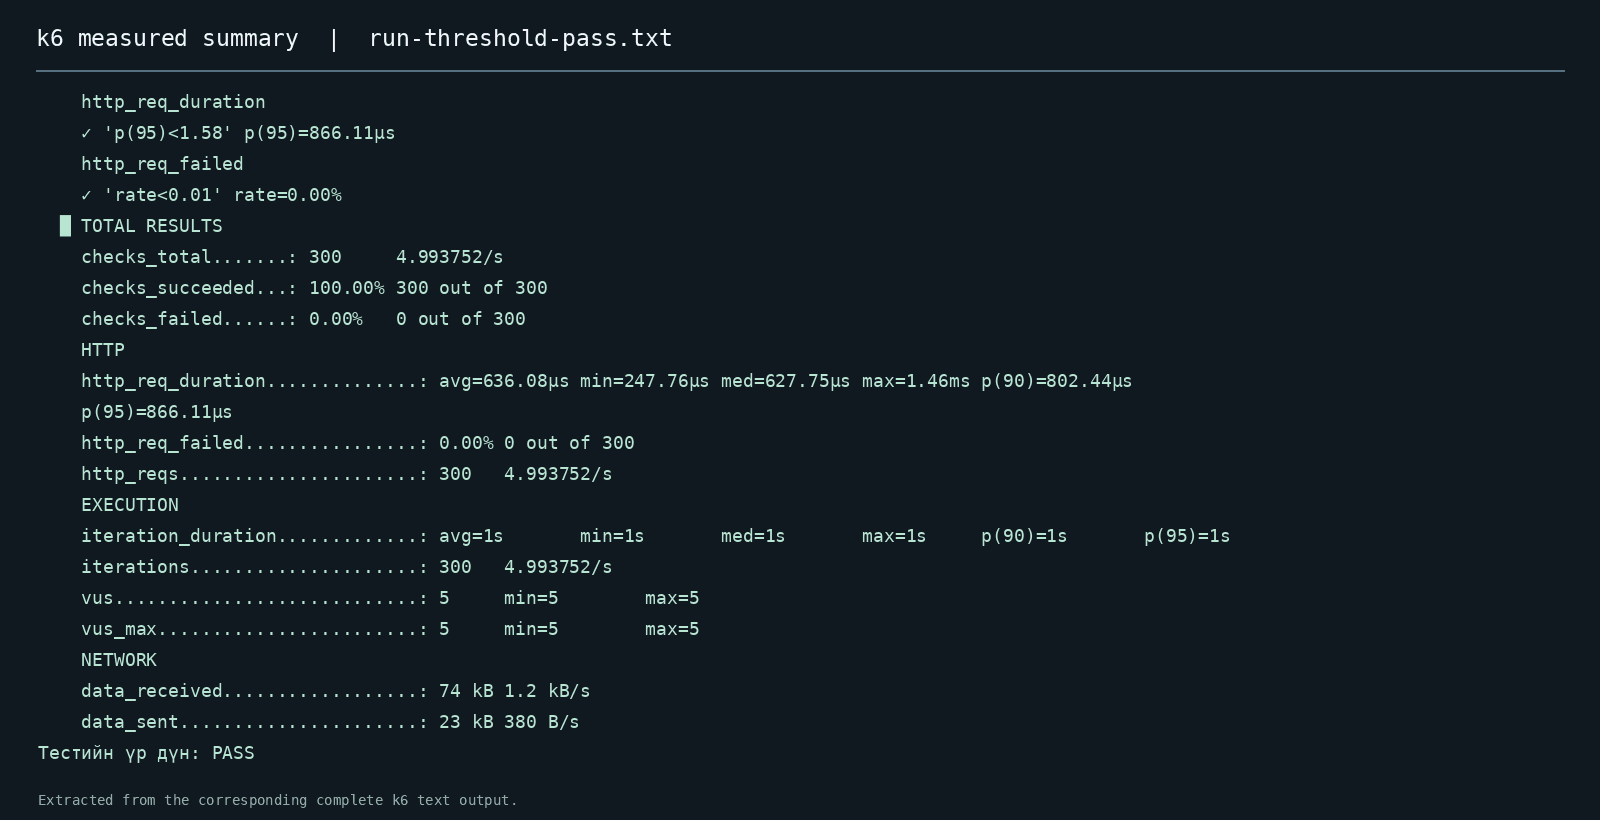 k6 measured summary  |  run-threshold-pass.txt
http_req_duration
✓ 'p(95)<1.58' p(95)=866.11µs
http_req_failed
✓ 'rate<0.01' rate=0.00%
█ TOTAL RESULTS
checks_total.......: 300     4.993752/s
checks_succeeded...: 100.00% 300 out of 300
checks_failed......: 0.00%   0 out of 300
HTTP
http_req_duration..............: avg=636.08µs min=247.76µs med=627.75µs max=1.46ms p(90)=802.44µs
p(95)=866.11µs
http_req_failed................: 0.00% 0 out of 300
http_reqs......................: 300   4.993752/s
EXECUTION
iteration_duration.............: avg=1s       min=1s       med=1s       max=1s     p(90)=1s       p(95)=1s
iterations.....................: 300   4.993752/s
vus............................: 5     min=5        max=5
vus_max........................: 5     min=5        max=5
NETWORK
data_received..................: 74 kB 1.2 kB/s
data_sent......................: 23 kB 380 B/s
Тестийн үр дүн: PASS
Extracted from the corresponding complete k6 text output.